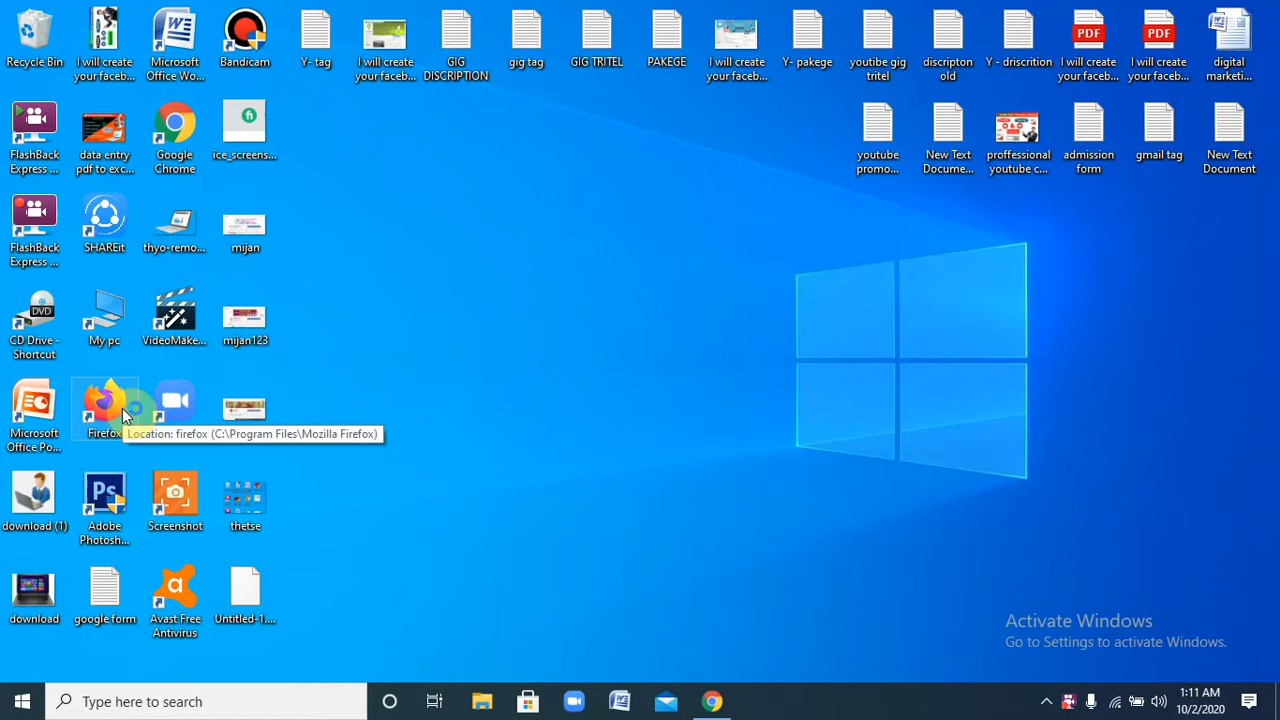 Recycle Bin
I will create
your faceb...
Microsoft
Office Wo...
Bandicam
Y- tag
I will create
your faceb...
GIG
DISCRIPTION
gig tag
GIG TRITEL
PAKEGE
I will create
your faceb...
Y- pakege
youtibe gig
tritel
discripton
old
Y - driscrition
PDF
I will create
your faceb...
PDF
I will create
your faceb...
digital
marketi...
FlashBack
Express ...
data entry
pdf to exc...
Google
Chrome
ice_screens...
youtube
promo...
New Text
Docume...
proffessional
youtube c...
admission
form
gmail tag
New Text
Document
FlashBack
Express ...
SHAREit
thyo-remo...
mijan
DVD
CD Drive -
Shortcut
My pc
VideoMake...
mijan123
Microsoft
Office Po...
Firefox
Location: firefox (C:\Program Files\Mozilla Firefox)
download (1)
Ps
Adobe
Photosh...
Screenshot
thetse
download
google form
Avast Free
Antivirus
Untitled-1....
Activate Windows
Go to Settings to activate Windows.
Type here to search
1:11 AM
10/2/2020